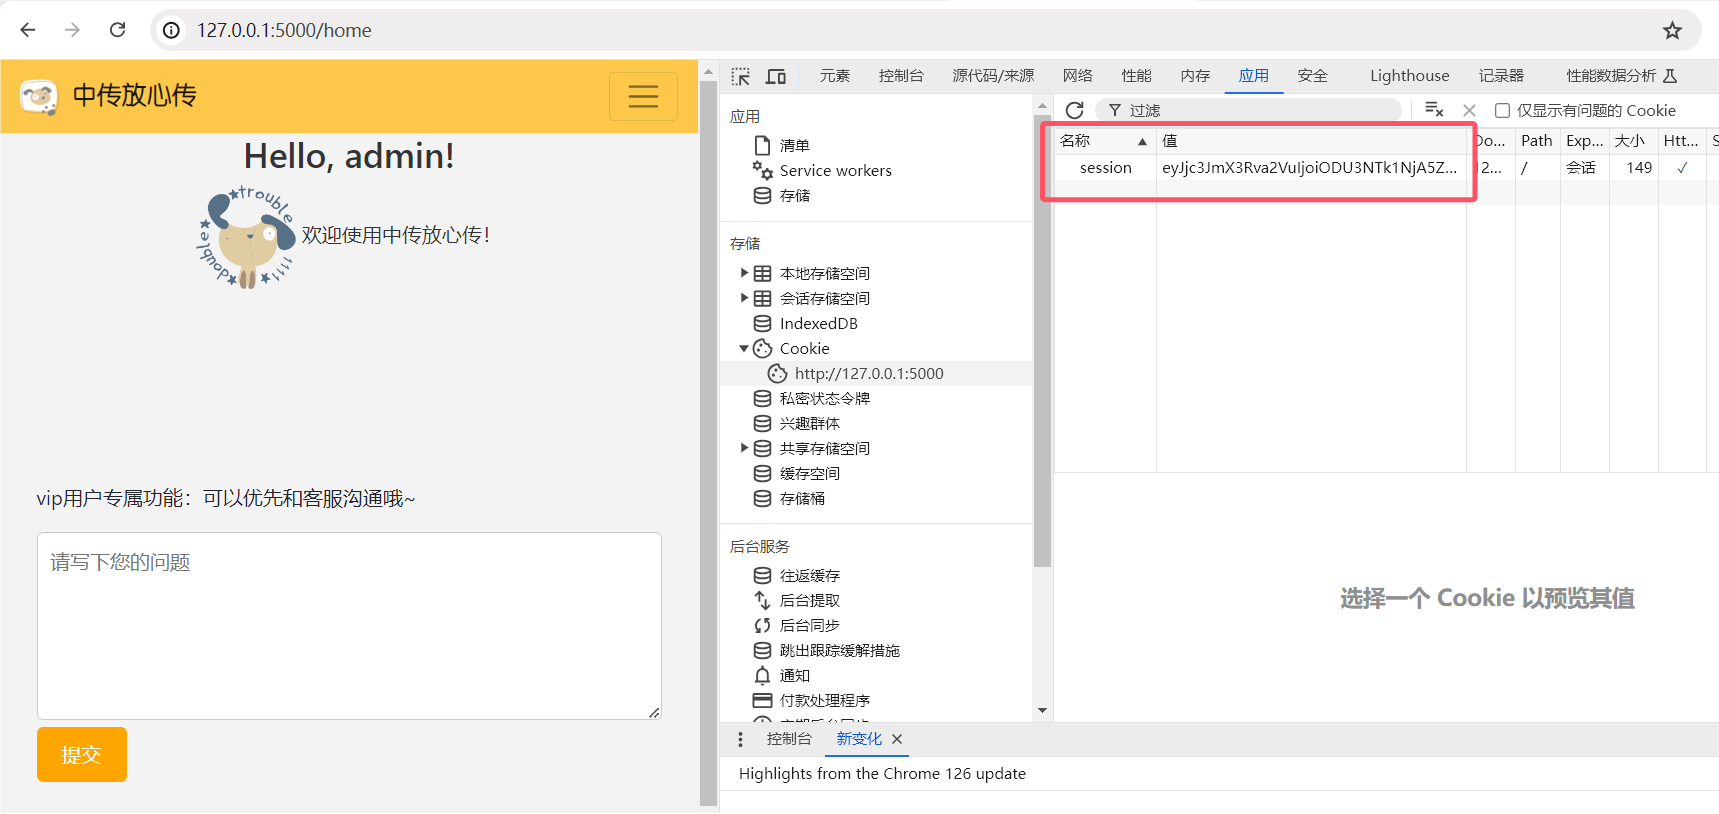 127.0.0.1:5000/home
中传放心传
Hello, admin!
trouble
double
欢迎使用中传放心传!
vip用户专属功能：可以优先和客服沟通哦~
请写下您的问题
提交
元素 控制台 源代码/来源 网络 性能 内存 应用 安全 Lighthouse 记录器 性能数据分析
应用
清单
Service workers
存储
存储
本地存储空间
会话存储空间
IndexedDB
Cookie
http://127.0.0.1:5000
私密状态令牌
兴趣群体
共享存储空间
缓存空间
存储桶
后台服务
往返缓存
后台提取
后台同步
跳出跟踪缓解措施
通知
付款处理程序
过滤 仅显示有问题的 Cookie
名称 值 Do... Path Exp... 大小 Htt... S
session eyJjc3JmX3Rva2VuIjoiODU3NTk1NjA5Z... 12... / 会话 149 ✓
选择一个 Cookie 以预览其值
控制台 新变化
Highlights from the Chrome 126 update